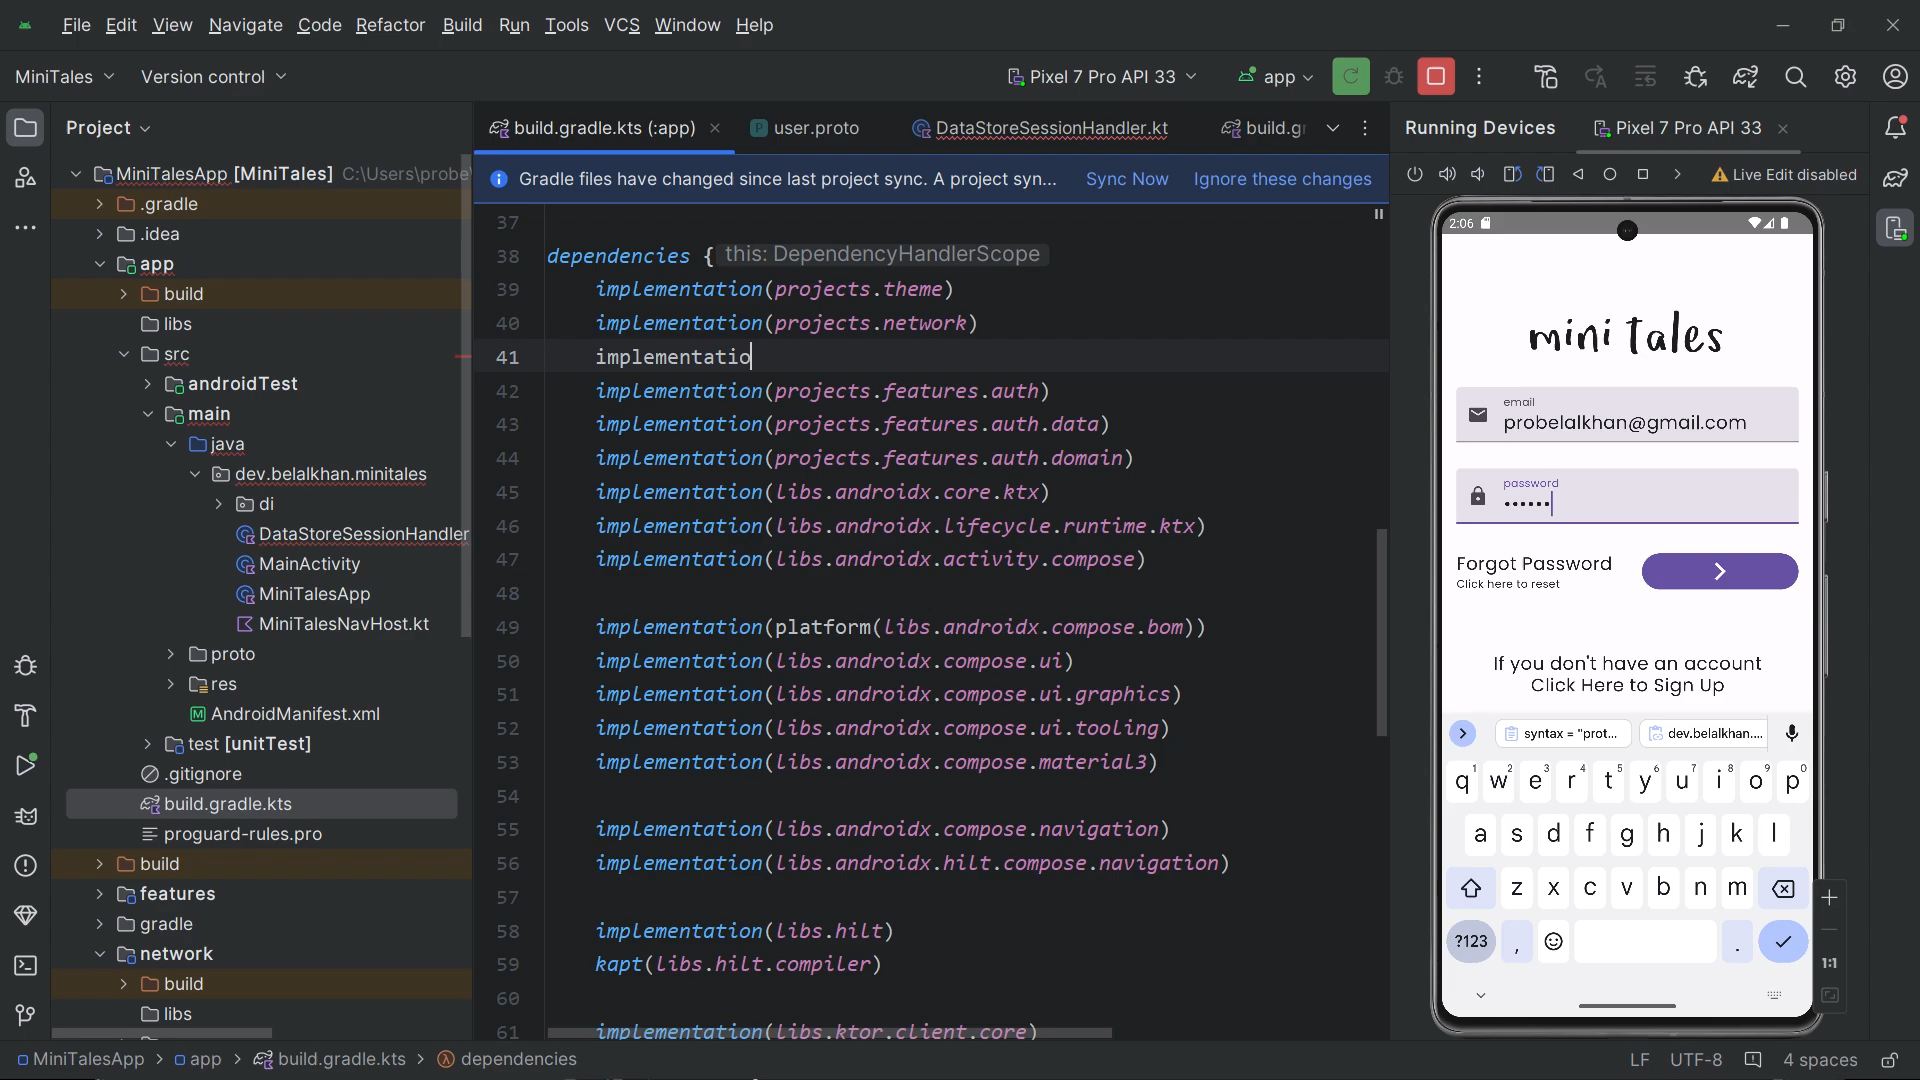 File Edit View Navigate Code Refactor Build Run Tools VCS Window Help
MiniTales Version control Pixel 7 Pro API 33 app
Project
build.gradle.kts (:app) user.proto DataStoreSessionHandler.kt build.gr
Running Devices Pixel 7 Pro API 33
MiniTalesApp [MiniTales] C:\Users\probe
Gradle files have changed since last project sync. A project syn... Sync Now Ignore these changes
Live Edit disabled
.gradle
.idea
app
build
libs
src
androidTest
main
java
dev.belalkhan.minitales
di
DataStoreSessionHandler
MainActivity
MiniTalesApp
MiniTalesNavHost.kt
proto
res
AndroidManifest.xml
test [unitTest]
.gitignore
build.gradle.kts
proguard-rules.pro
build
features
gradle
network
build
libs
37
38 dependencies { this: DependencyHandlerScope
39 implementation(projects.theme)
40 implementation(projects.network)
41 implementatio
42 implementation(projects.features.auth)
43 implementation(projects.features.auth.data)
44 implementation(projects.features.auth.domain)
45 implementation(libs.androidx.core.ktx)
46 implementation(libs.androidx.lifecycle.runtime.ktx)
47 implementation(libs.androidx.activity.compose)
48
49 implementation(platform(libs.androidx.compose.bom))
50 implementation(libs.androidx.compose.ui)
51 implementation(libs.androidx.compose.ui.graphics)
52 implementation(libs.androidx.compose.ui.tooling)
53 implementation(libs.androidx.compose.material3)
54
55 implementation(libs.androidx.compose.navigation)
56 implementation(libs.androidx.hilt.compose.navigation)
57
58 implementation(libs.hilt)
59 kapt(libs.hilt.compiler)
60
61 implementation(libs.ktor.client.core)
2:06
mini tales
email
probelalkhan@gmail.com
password
••••••
Forgot Password
Click here to reset
If you don't have an account
Click Here to Sign Up
syntax = "prot... dev.belalkhan....
q1 w2 e3 r4 t5 y6 u7 i8 o9 p0
a s d f g h j k l
z x c v b n m
?123 , .
1:1
MiniTalesApp > app > build.gradle.kts > dependencies
LF UTF-8 4 spaces